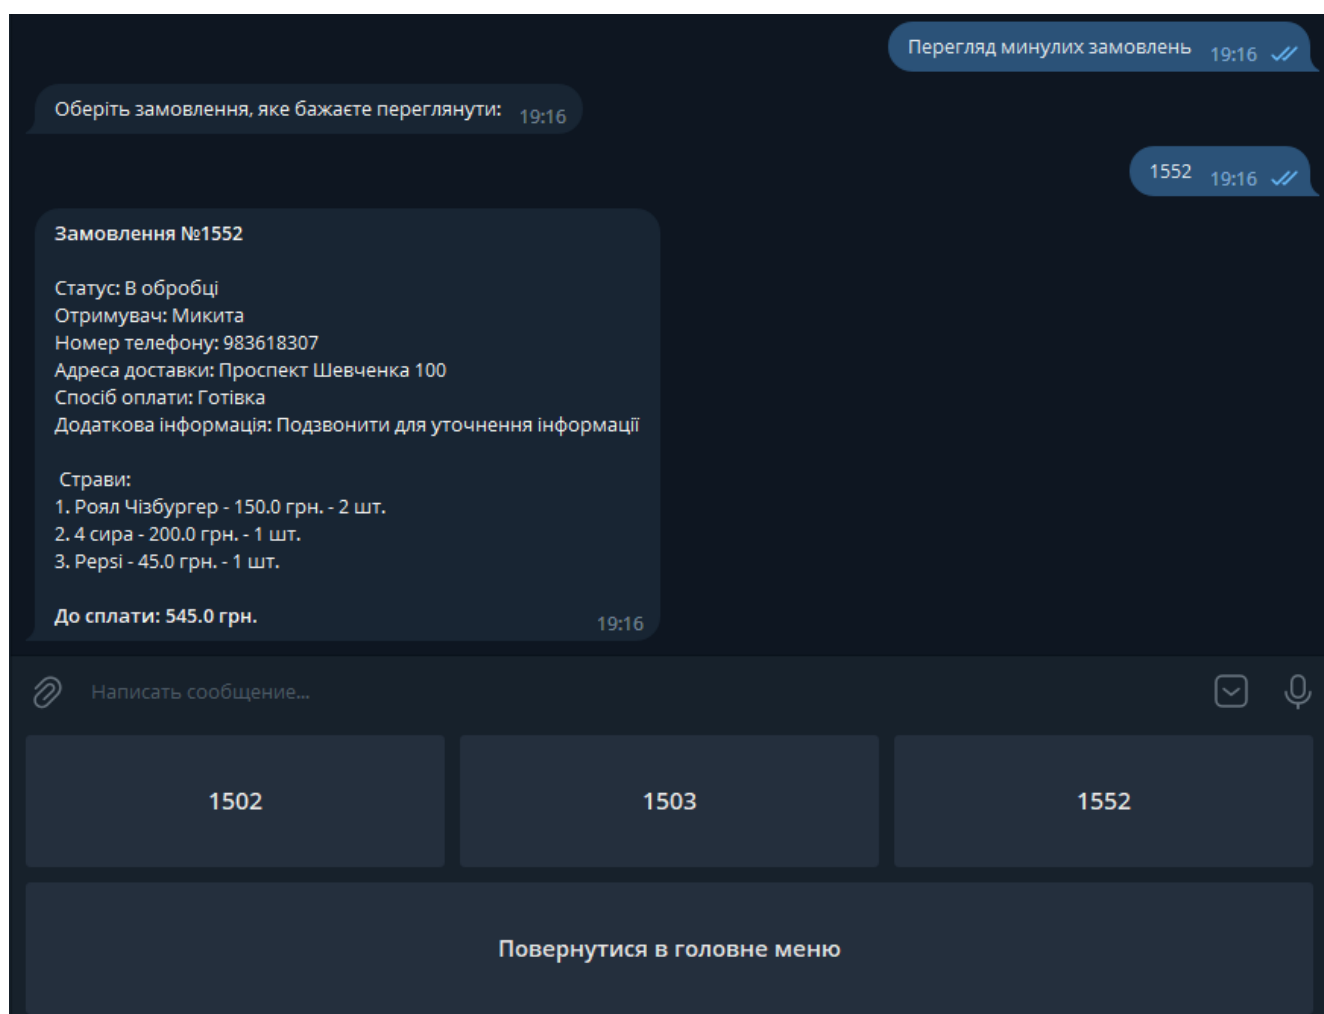 Перегляд минулих замовлень 19:16
Оберіть замовлення, яке бажаєте переглянути: 19:16
1552 19:16
Замовлення №1552
Статус: В обробці
Отримувач: Микита
Номер телефону: 983618307
Адреса доставки: Проспект Шевченка 100
Спосіб оплати: Готівка
Додаткова інформація: Подзвонити для уточнення інформації
Страви:
1. Роял Чізбургер - 150.0 грн. - 2 шт.
2. 4 сира - 200.0 грн. - 1 шт.
3. Pepsi - 45.0 грн. - 1 шт.
До сплати: 545.0 грн. 19:16
Написать сообщение...
1502 1503 1552
Повернутися в головне меню